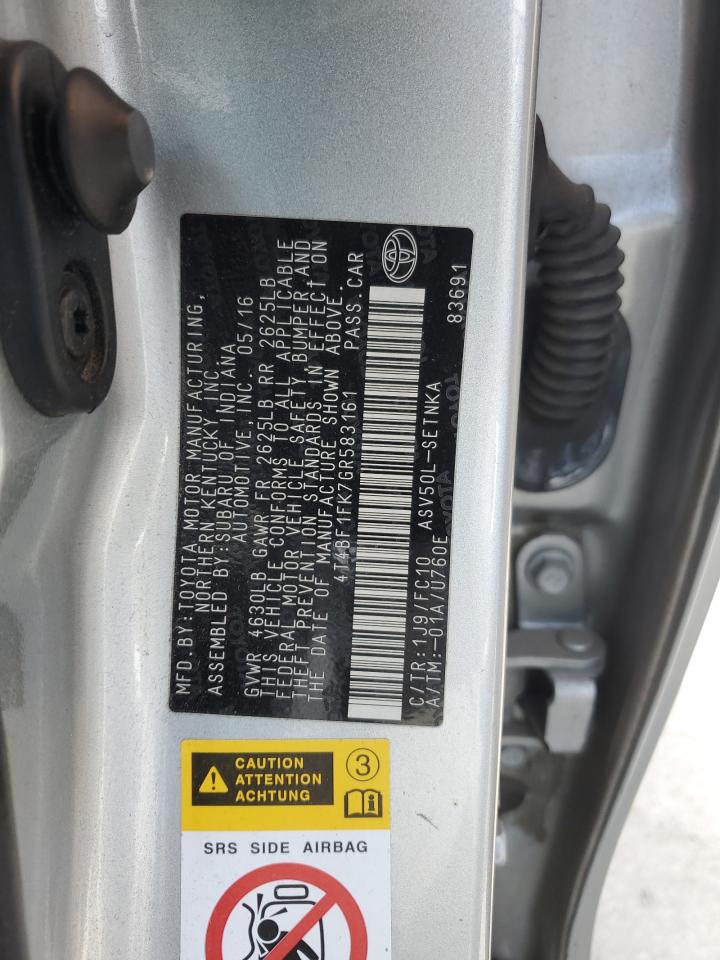 MFD.BY:TOYOTA MOTOR MANUFACTURING,
NORTHERN KENTUCKY,INC.
ASSEMBLED BY:SUBARU OF INDIANA
AUTOMOTIVE,INC. 05/16
GVWR 4630LB GAWR FR 2625LB RR 2625LB
THIS VEHICLE CONFORMS TO ALL APPLICABLE
FEDERAL MOTOR VEHICLE SAFETY, BUMPER,AND
THEFT PREVENTION STANDARDS IN EFFECT ON
THE DATE OF MANUFACTURE SHOWN ABOVE.
4T4BF1FK7GR583161 PASS.CAR
C/TR:1J9/FC10 ASV50L-SETNKA
A/TM:-01A/U760E 83691
CAUTION
ATTENTION
ACHTUNG
3
SRS SIDE AIRBAG